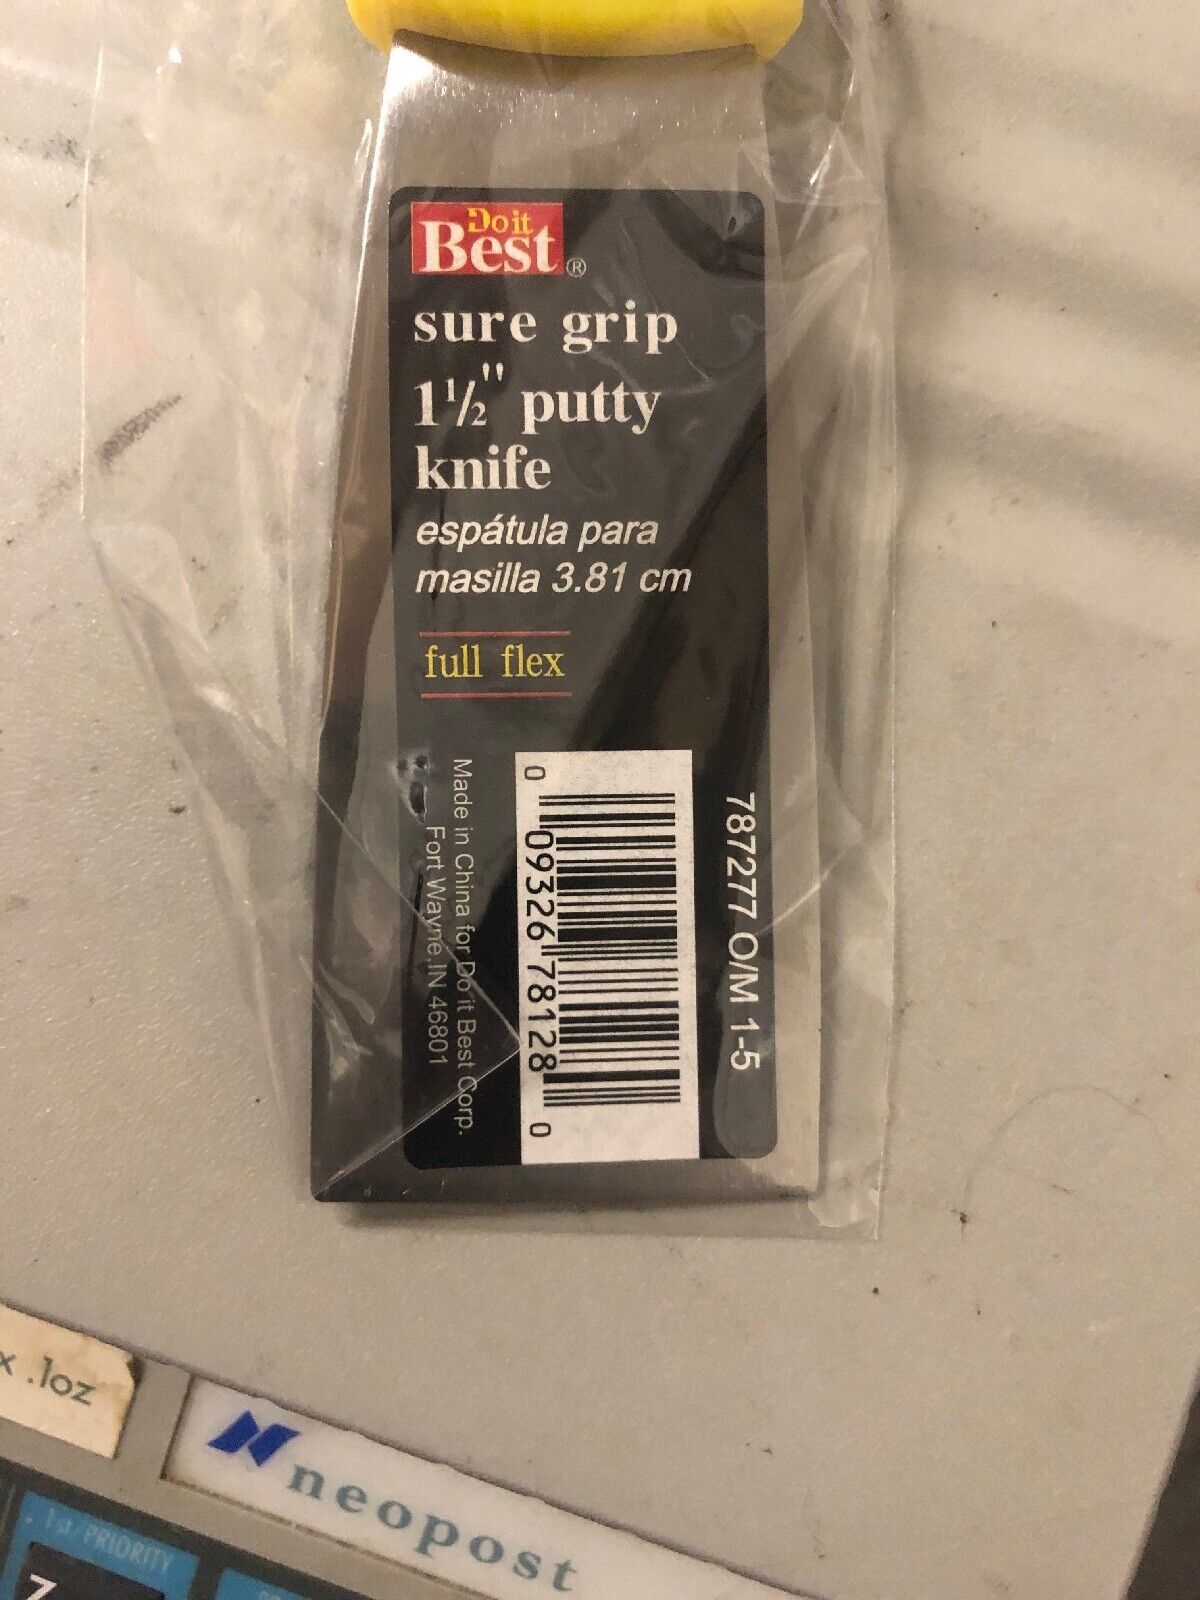 Do it
Best®
sure grip
1½" putty
knife
espátula para
masilla 3.81 cm
full flex
787277 O/M 1-5
0 09326 78128 0
Made in China for Do it Best Corp.
Fort Wayne, IN 46801
x .1oz
neopost
PRIORITY
7